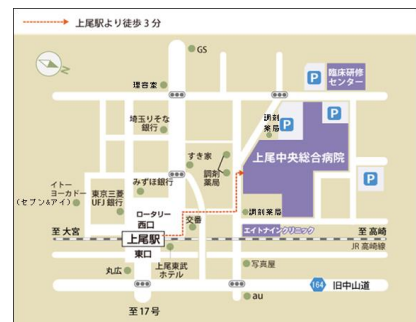 上尾駅より徒歩3分
GS
N
P
臨床研修
センター
理容室
P
P
調剤
薬局
埼玉りそな
銀行
上尾中央総合病院
すき家
調剤
薬局
P
イトー
ヨーカドー
(セブン&アイ)
みずほ銀行
東京三菱
UFJ銀行
ロータリー
西口
交番
調剤薬局
エイトナインクリニック
至 大宮
上尾駅
至 高崎
JR 高崎線
東口
丸広
上尾東武
ホテル
写真屋
au
164
旧中山道
至 17号